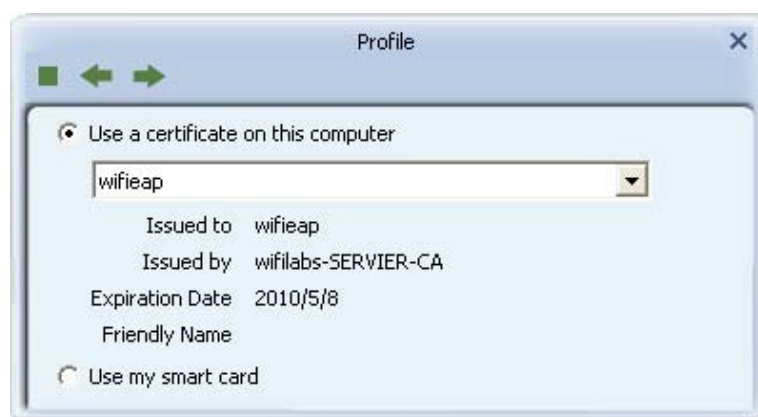 Profile
Use a certificate on this computer
wifieap
Issued to wifieap
Issued by wifilabs-SERVIER-CA
Expiration Date 2010/5/8
Friendly Name
Use my smart card